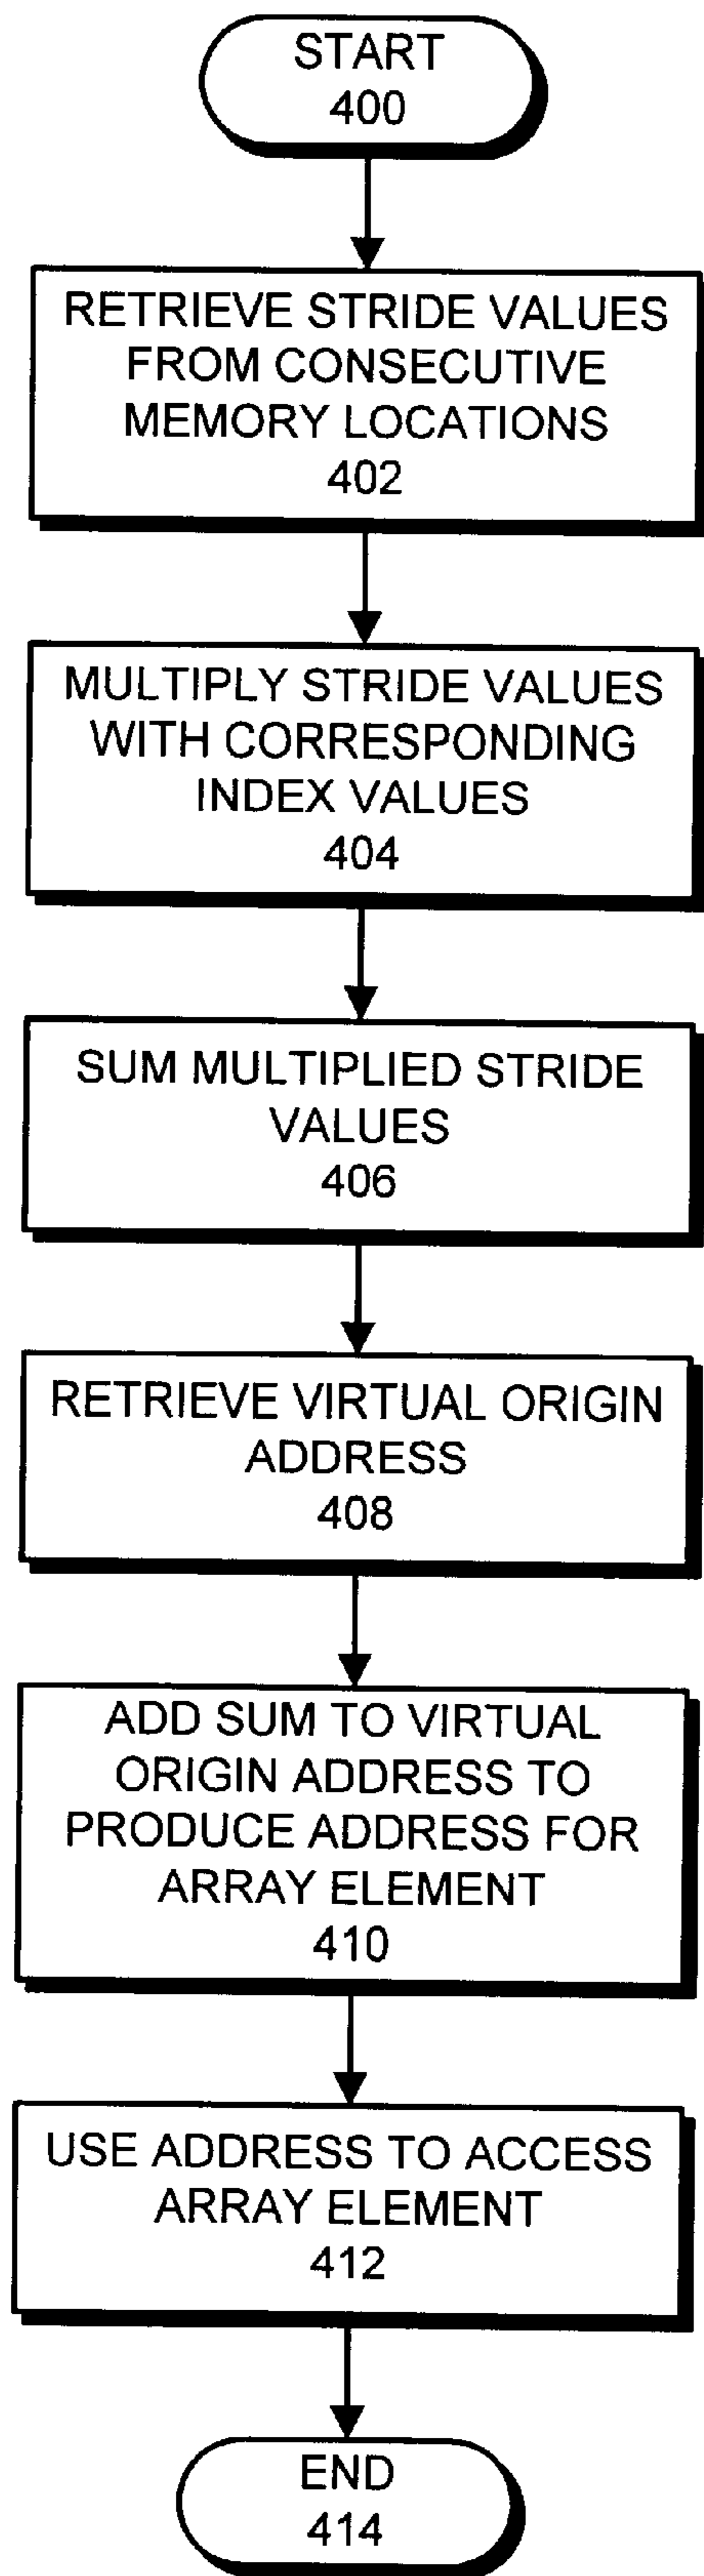 START
400
RETRIEVE STRIDE VALUES
FROM CONSECUTIVE
MEMORY LOCATIONS
402
MULTIPLY STRIDE VALUES
WITH CORRESPONDING
INDEX VALUES
404
SUM MULTIPLIED STRIDE
VALUES
406
RETRIEVE VIRTUAL ORIGIN
ADDRESS
408
ADD SUM TO VIRTUAL
ORIGIN ADDRESS TO
PRODUCE ADDRESS FOR
ARRAY ELEMENT
410
USE ADDRESS TO ACCESS
ARRAY ELEMENT
412
END
414